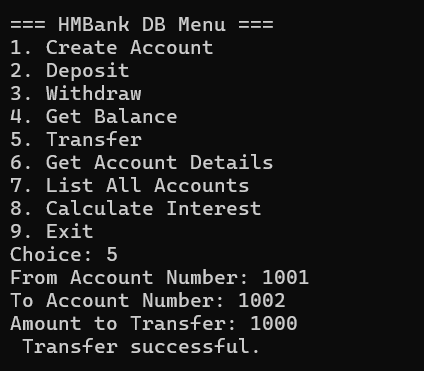 === HMBank DB Menu ===
1. Create Account
2. Deposit
3. Withdraw
4. Get Balance
5. Transfer
6. Get Account Details
7. List All Accounts
8. Calculate Interest
9. Exit
Choice: 5
From Account Number: 1001
To Account Number: 1002
Amount to Transfer: 1000
 Transfer successful.